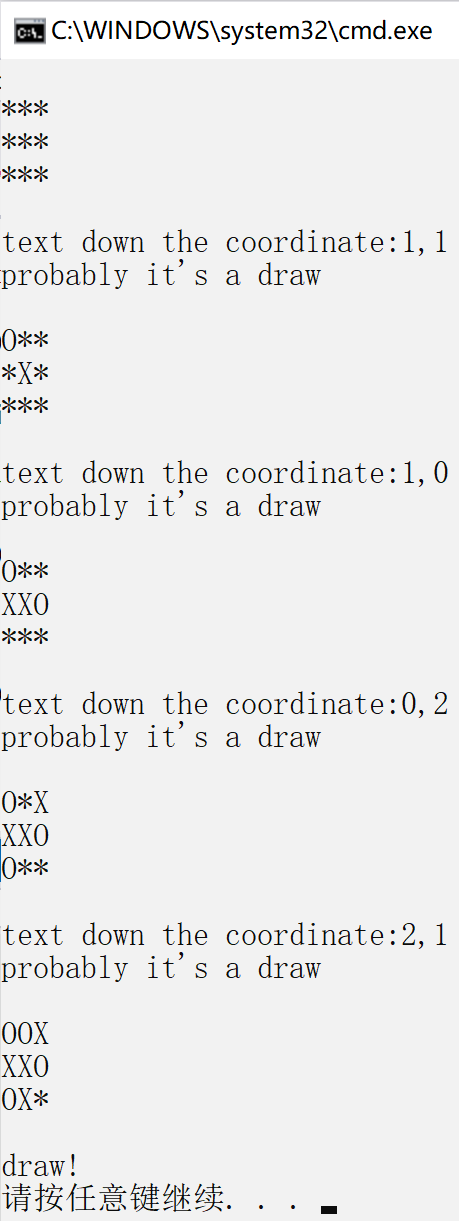 C:\WINDOWS\system32\cmd.exe
***
***
***
text down the coordinate:1,1
probably it's a draw
O**
*X*
***
text down the coordinate:1,0
probably it's a draw
O**
XXO
***
text down the coordinate:0,2
probably it's a draw
O*X
XXO
O**
text down the coordinate:2,1
probably it's a draw
OOX
XXO
OX*
draw!
请按任意键继续. . .